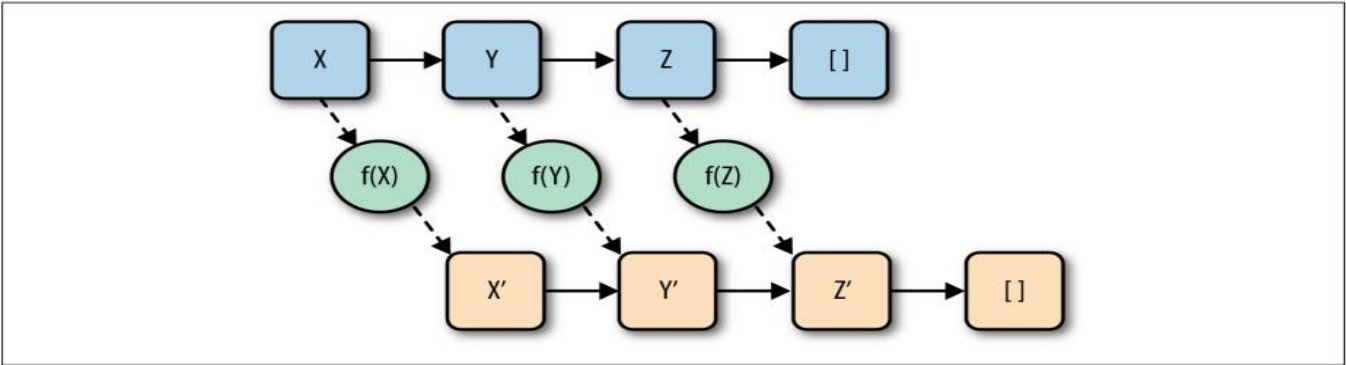 X Y Z [ ]
f(X) f(Y) f(Z)
X′ Y′ Z′ [ ]